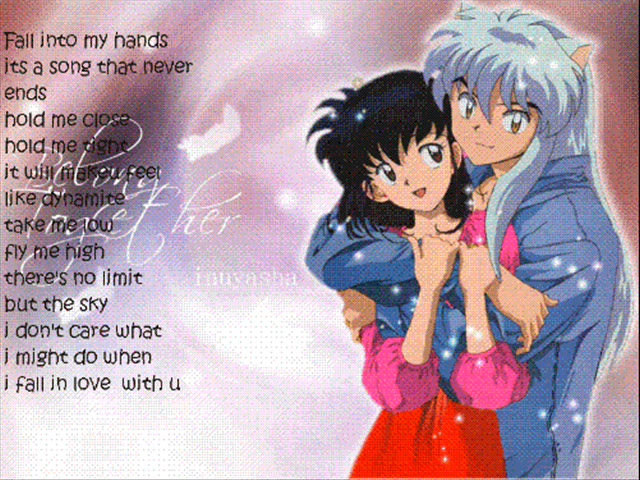 Fall into my hands
its a song that never
ends
hold me close
hold me tight
it will makeu feel
like dynamite
take me low
fly me high
there's no limit
but the sky
i don't care what
i might do when
i fall in love with u
Belong
Together
inuyasha